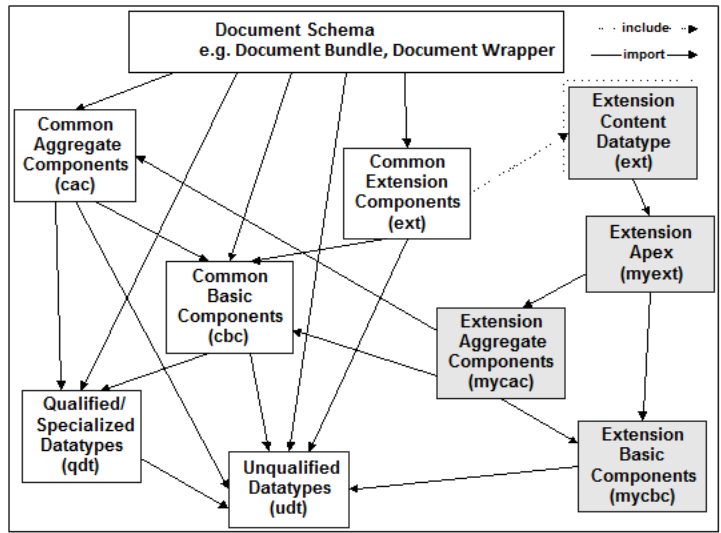 Document Schema
e.g. Document Bundle, Document Wrapper
include
import
Common
Aggregate
Components
(cac)
Common
Extension
Components
(ext)
Extension
Content
Datatype
(ext)
Extension
Apex
(myext)
Common
Basic
Components
(cbc)
Extension
Aggregate
Components
(mycac)
Qualified/
Specialized
Datatypes
(qdt)
Unqualified
Datatypes
(udt)
Extension
Basic
Components
(mycbc)